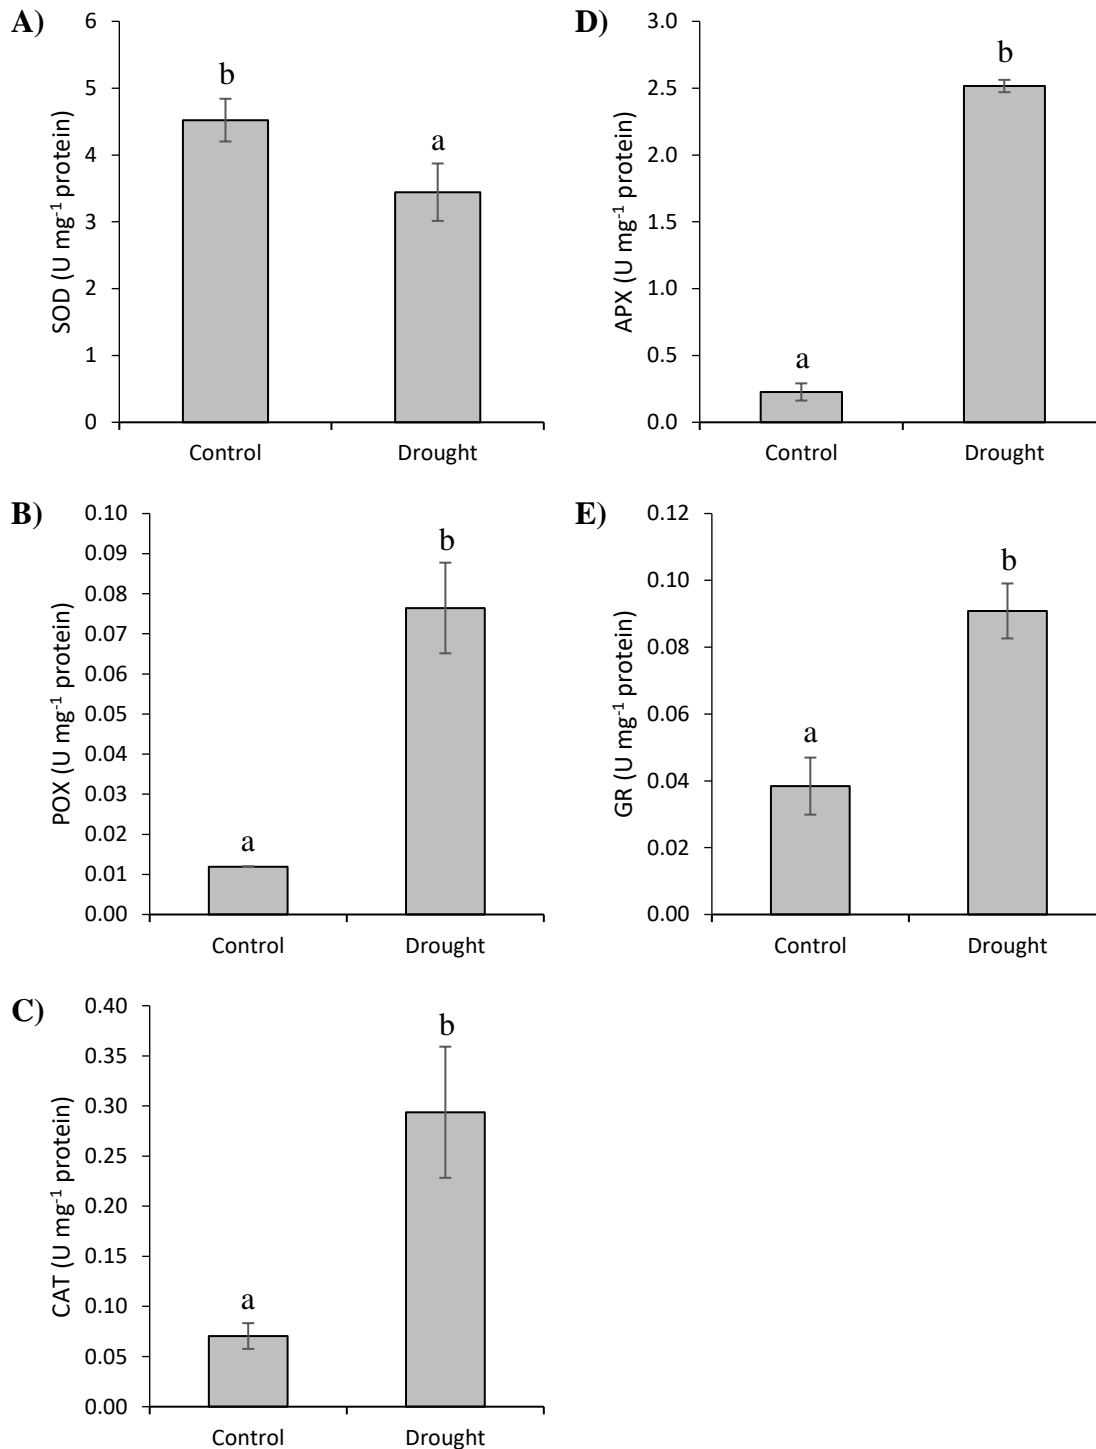 A)
SOD (U mg⁻¹ protein)
6
5
4
3
2
1
0
b
a
Control Drought
B)
POX (U mg⁻¹ protein)
0.10
0.09
0.08
0.07
0.06
0.05
0.04
0.03
0.02
0.01
0.00
a
b
Control Drought
C)
CAT (U mg⁻¹ protein)
0.40
0.35
0.30
0.25
0.20
0.15
0.10
0.05
0.00
a
b
Control Drought
D)
APX (U mg⁻¹ protein)
3.0
2.5
2.0
1.5
1.0
0.5
0.0
a
b
Control Drought
E)
GR (U mg⁻¹ protein)
0.12
0.10
0.08
0.06
0.04
0.02
0.00
a
b
Control Drought